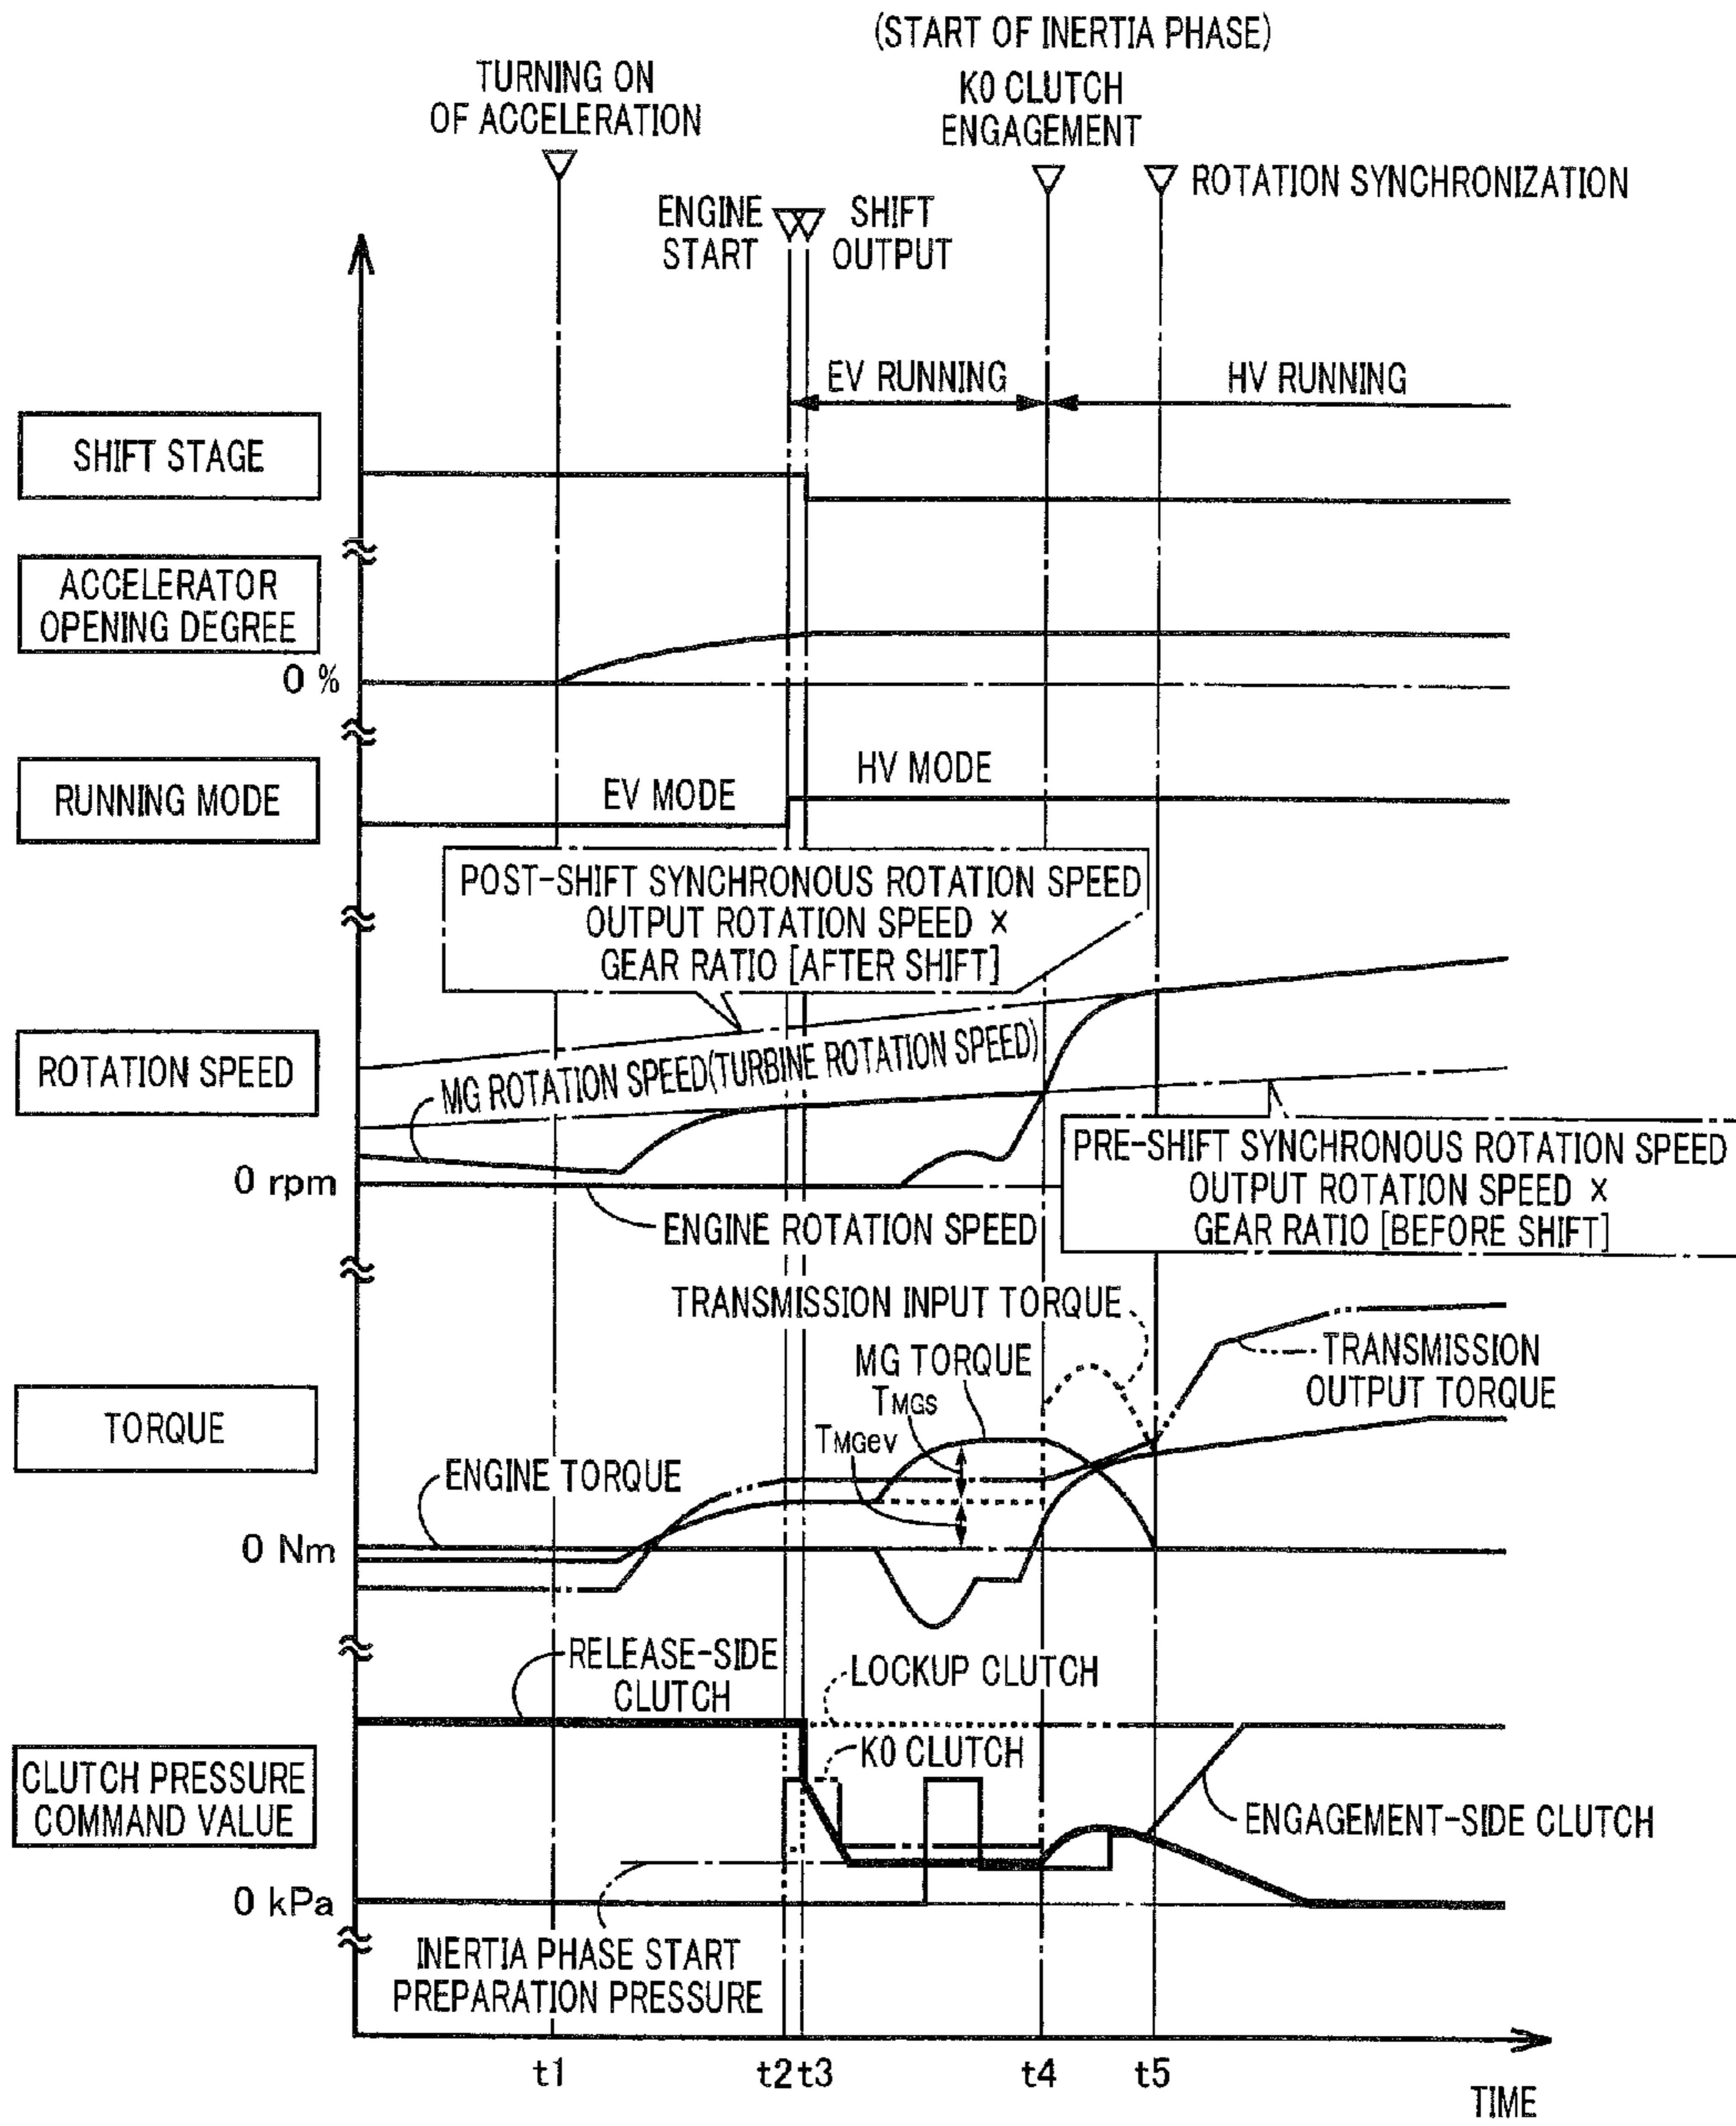 (START OF INERTIA PHASE)
TURNING ON
OF ACCELERATION
K0 CLUTCH
ENGAGEMENT
ROTATION SYNCHRONIZATION
ENGINE
START
SHIFT
OUTPUT
EV RUNNING
HV RUNNING
SHIFT STAGE
ACCELERATOR
OPENING DEGREE
0 %
RUNNING MODE
EV MODE
HV MODE
POST-SHIFT SYNCHRONOUS ROTATION SPEED
OUTPUT ROTATION SPEED ×
GEAR RATIO [AFTER SHIFT]
ROTATION SPEED
MG ROTATION SPEED(TURBINE ROTATION SPEED)
0 rpm
ENGINE ROTATION SPEED
PRE-SHIFT SYNCHRONOUS ROTATION SPEED
OUTPUT ROTATION SPEED ×
GEAR RATIO [BEFORE SHIFT]
TRANSMISSION INPUT TORQUE
MG TORQUE
TRANSMISSION
OUTPUT TORQUE
TMGs
TMGev
TORQUE
ENGINE TORQUE
0 Nm
RELEASE-SIDE
CLUTCH
LOCKUP CLUTCH
K0 CLUTCH
CLUTCH PRESSURE
COMMAND VALUE
ENGAGEMENT-SIDE CLUTCH
0 kPa
INERTIA PHASE START
PREPARATION PRESSURE
t1
t2
t3
t4
t5
TIME